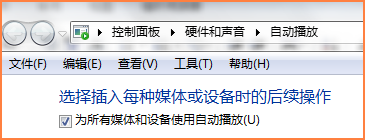 控制面板 硬件和声音 自动播放
文件(F) 编辑(E) 查看(V) 工具(T) 帮助(H)
选择插入每种媒体或设备时的后续操作
为所有媒体和设备使用自动播放(U)